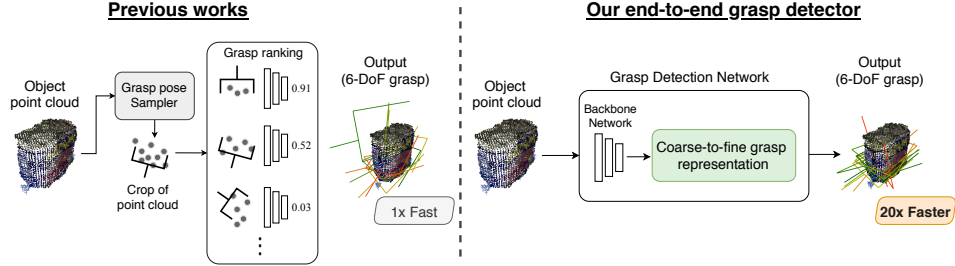 Previous works
Object
point cloud
Grasp pose
Sampler
Crop of
point cloud
Grasp ranking
0.91
0.52
0.03
Output
(6-DoF grasp)
1x Fast
Our end-to-end grasp detector
Object
point cloud
Grasp Detection Network
Backbone
Network
Coarse-to-fine grasp
representation
Output
(6-DoF grasp)
20x Faster